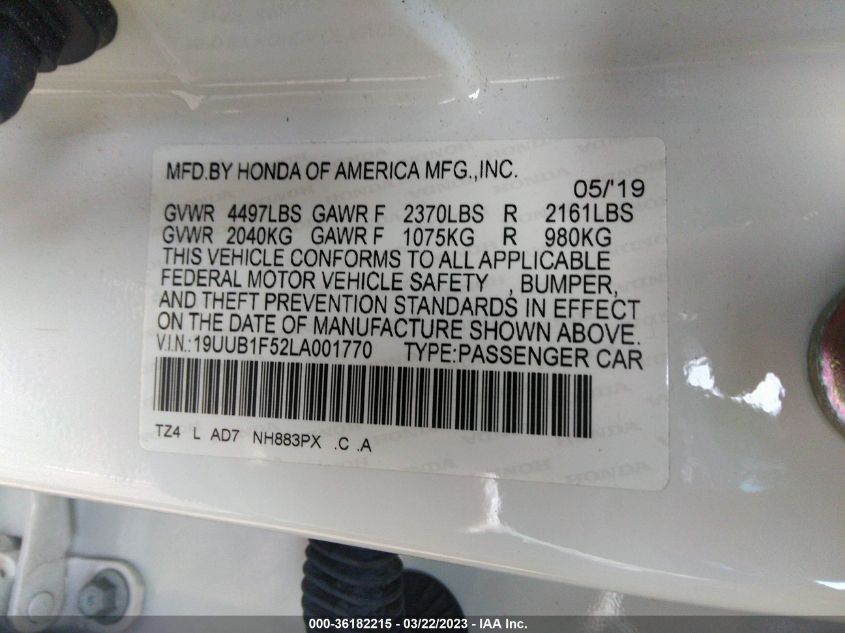 MFD.BY HONDA OF AMERICA MFG.,INC.
05/'19
GVWR 4497LBS GAWR F 2370LBS R 2161LBS
GVWR 2040KG GAWR F 1075KG R 980KG
THIS VEHICLE CONFORMS TO ALL APPLICABLE
FEDERAL MOTOR VEHICLE SAFETY , BUMPER,
AND THEFT PREVENTION STANDARDS IN EFFECT
ON THE DATE OF MANUFACTURE SHOWN ABOVE.
V.I.N.:19UUB1F52LA001770 TYPE:PASSENGER CAR
TZ4 L AD7 NH883PX .C .A
000-36182215 - 03/22/2023 - IAA Inc.